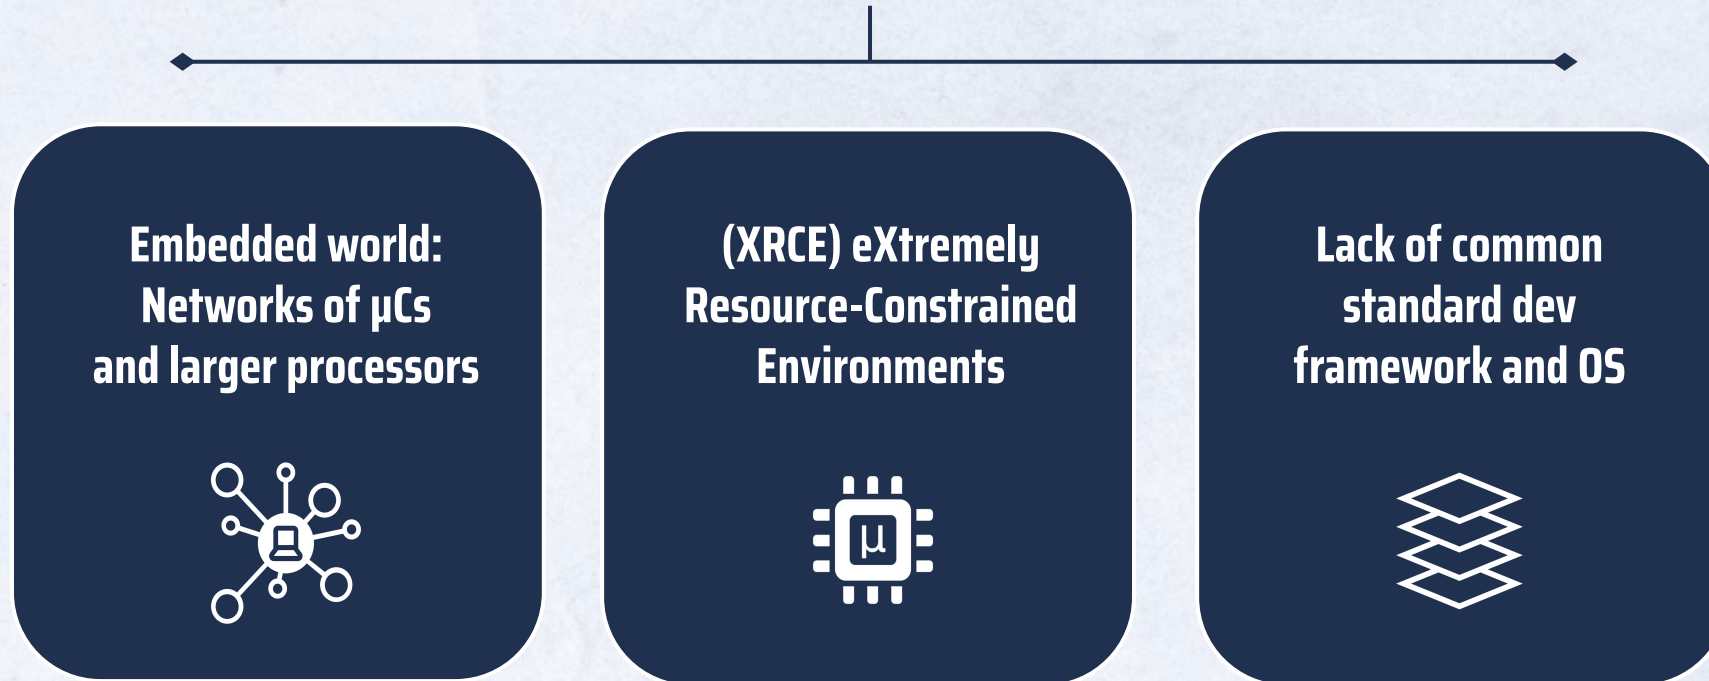 Embedded world:
Networks of µCs
and larger processors
(XRCE) eXtremely
Resource-Constrained
Environments
Lack of common
standard dev
framework and OS
µ